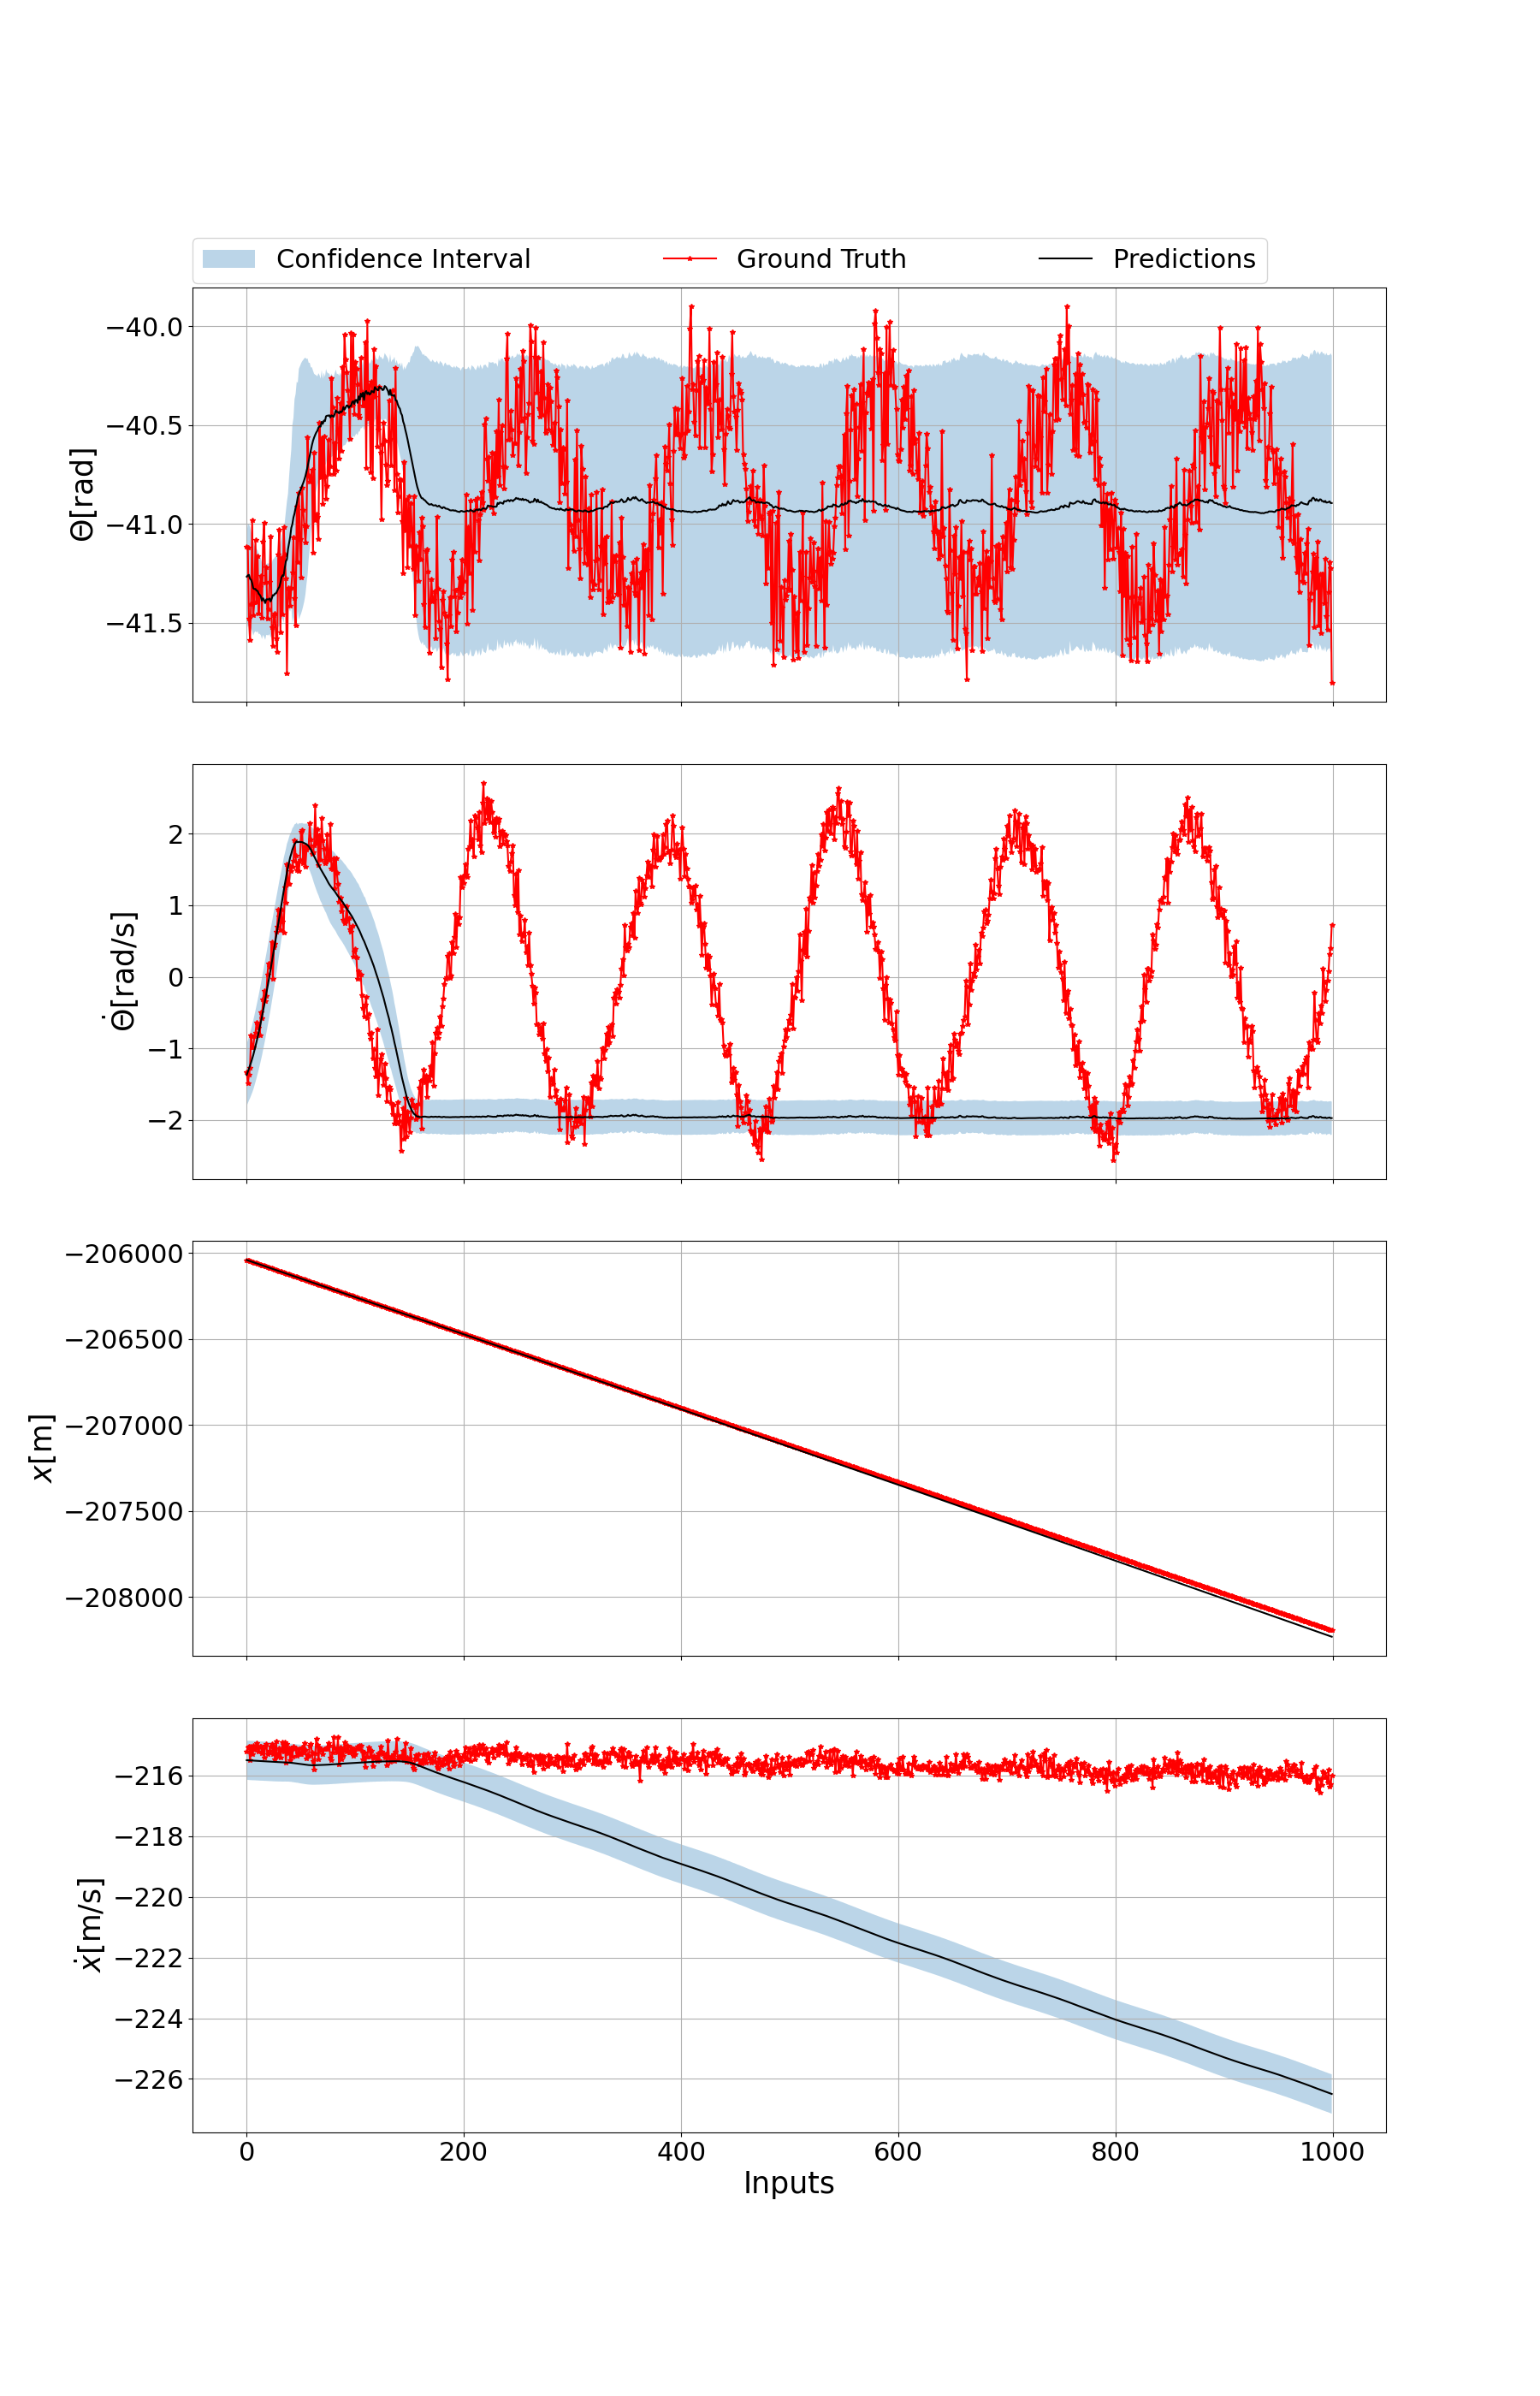 Confidence Interval Ground Truth Predictions
−40.0
−40.5
−41.0
−41.5
Θ[rad]
2
1
0
−1
−2
Θ̇[rad/s]
−206000
−206500
−207000
−207500
−208000
x[m]
−216
−218
−220
−222
−224
−226
ẋ[m/s]
0 200 400 600 800 1000
Inputs